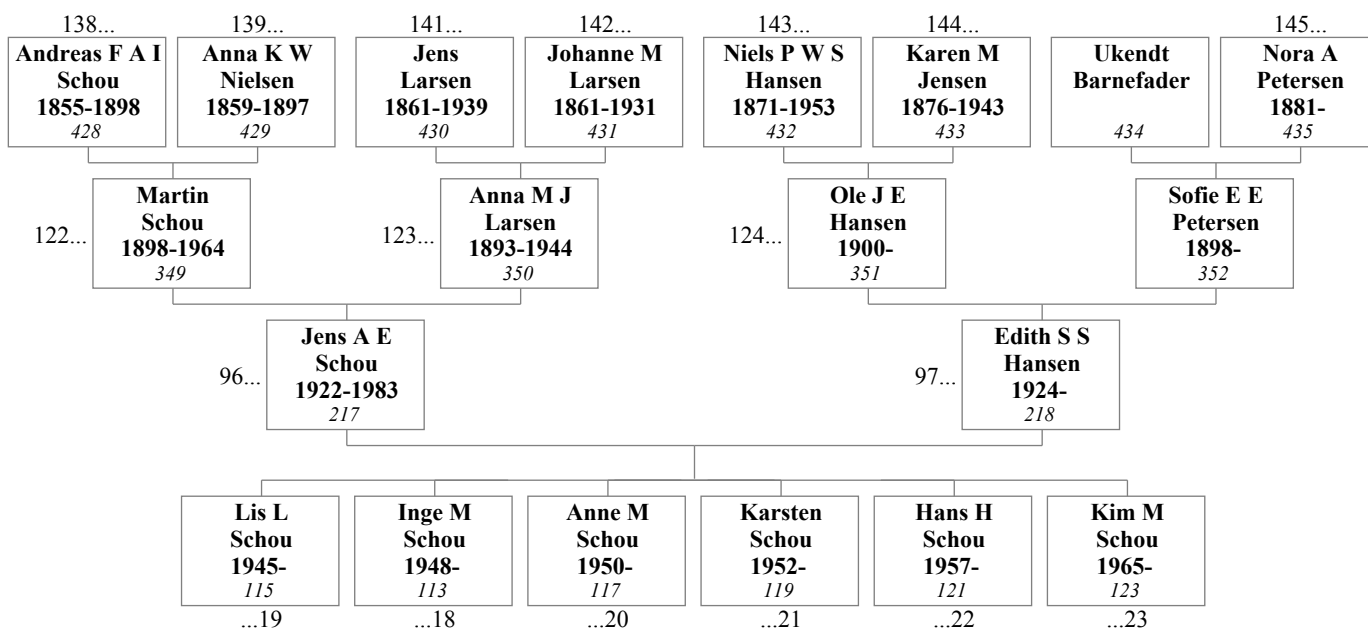 138...
139...
141...
142...
143...
144...
145...
Andreas F A I
Schou
1855-1898
428
Anna K W
Nielsen
1859-1897
429
Jens
Larsen
1861-1939
430
Johanne M
Larsen
1861-1931
431
Niels P W S
Hansen
1871-1953
432
Karen M
Jensen
1876-1943
433
Ukendt
Barnefader
434
Nora A
Petersen
1881-
435
122...
Martin
Schou
1898-1964
349
123...
Anna M J
Larsen
1893-1944
350
124...
Ole J E
Hansen
1900-
351
Sofie E E
Petersen
1898-
352
96...
Jens A E
Schou
1922-1983
217
97...
Edith S S
Hansen
1924-
218
Lis L
Schou
1945-
115
...19
Inge M
Schou
1948-
113
...18
Anne M
Schou
1950-
117
...20
Karsten
Schou
1952-
119
...21
Hans H
Schou
1957-
121
...22
Kim M
Schou
1965-
123
...23